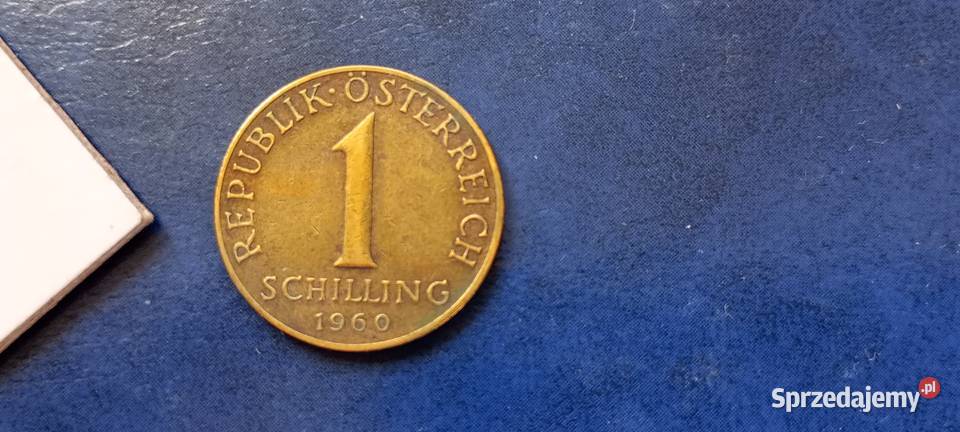 REPUBLIK·ÖSTERREICH
1
SCHILLING
1960
Sprzedajemy.pl